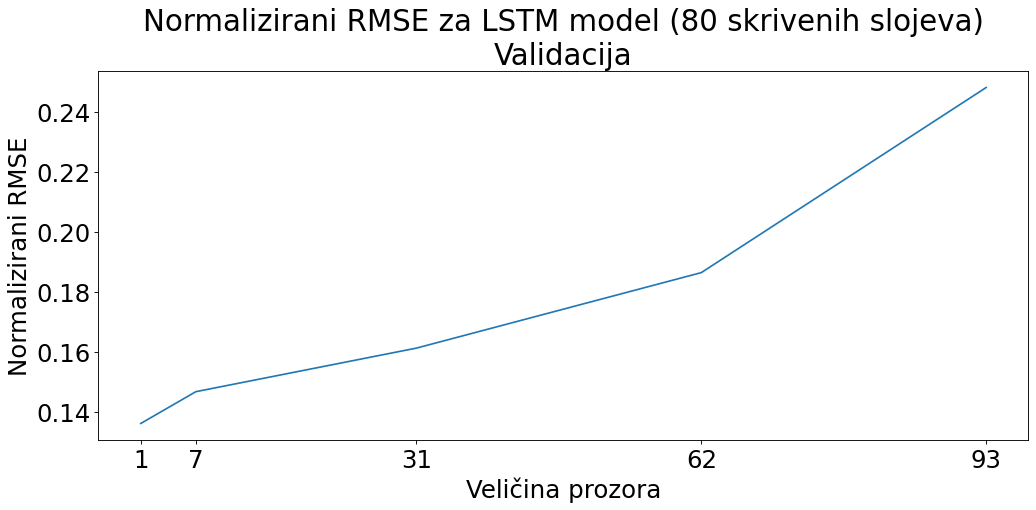 Normalizirani RMSE za LSTM model (80 skrivenih slojeva)
Validacija
Normalizirani RMSE
0.24
0.22
0.20
0.18
0.16
0.14
1 7 31 62 93
Veličina prozora